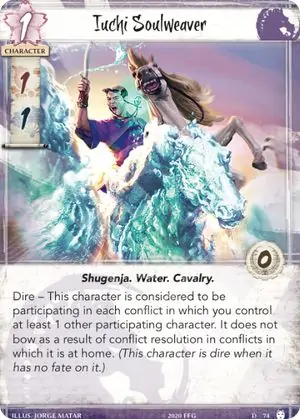 Iuchi Soulweaver
1
CHARACTER
1
1
0
Shugenja. Water. Cavalry.
Dire – This character is considered to be
participating in each conflict in which you control
at least 1 other participating character. It does not
bow as a result of conflict resolution in conflicts in
which it is at home. (This character is dire when it
has no fate on it.)
ILLUS: JORGE MATAR
© 2020 FFG
D 74